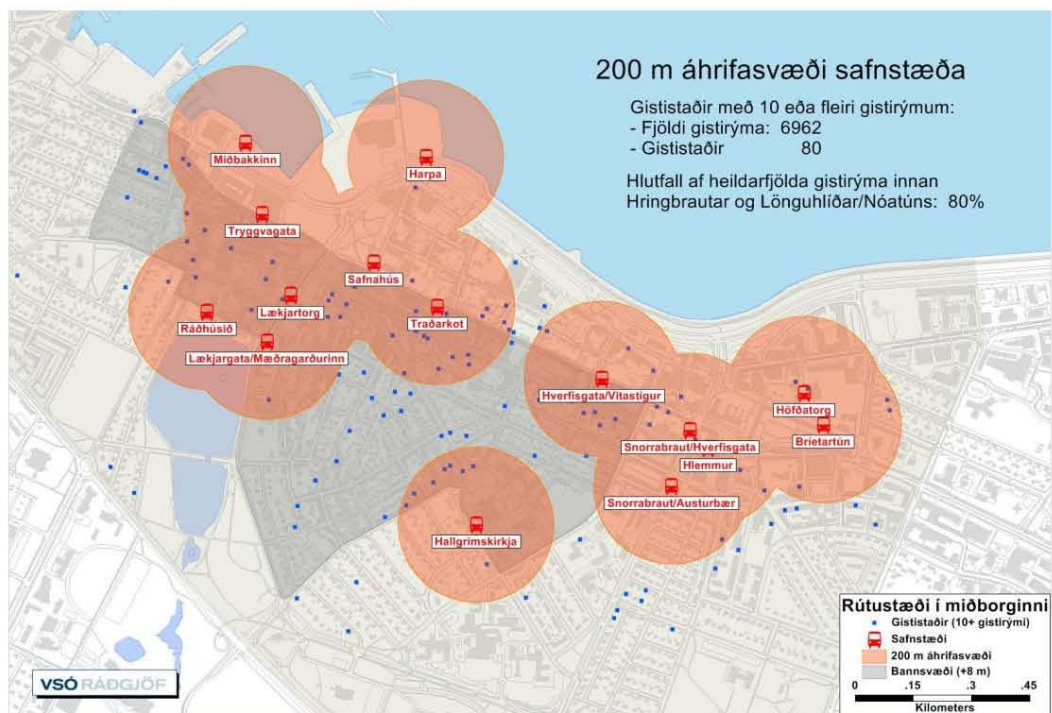 200 m áhrifasvæði safnstæða
Gististaðir með 10 eða fleiri gistirýmum:
- Fjöldi gistirýma: 6962
- Gististaðir 80
Hlutfall af heildarfjölda gistirýma innan
Hringbrautar og Lönguhlíðar/Nóatúns: 80%
Miðbakkinn
Harpa
Tryggvagata
Safnahús
Lækjartorg
Ráðhúsið
Traðarkot
Lækjargata/Mæðragarðurinn
Hverfisgata/Vitastígur
Höfðatorg
Bríetartún
Snorrabraut/Hverfisgata
Hlemmur
Snorrabraut/Austurbær
Hallgrímskirkja
Rútustæði í miðborginni
Gististaðir (10+ gistirými)
Safnstæði
200 m áhrifasvæði
Bannsvæði (+8 m)
0 .15 .3 .45
Kilometers
VSÓ RÁÐGJÖF